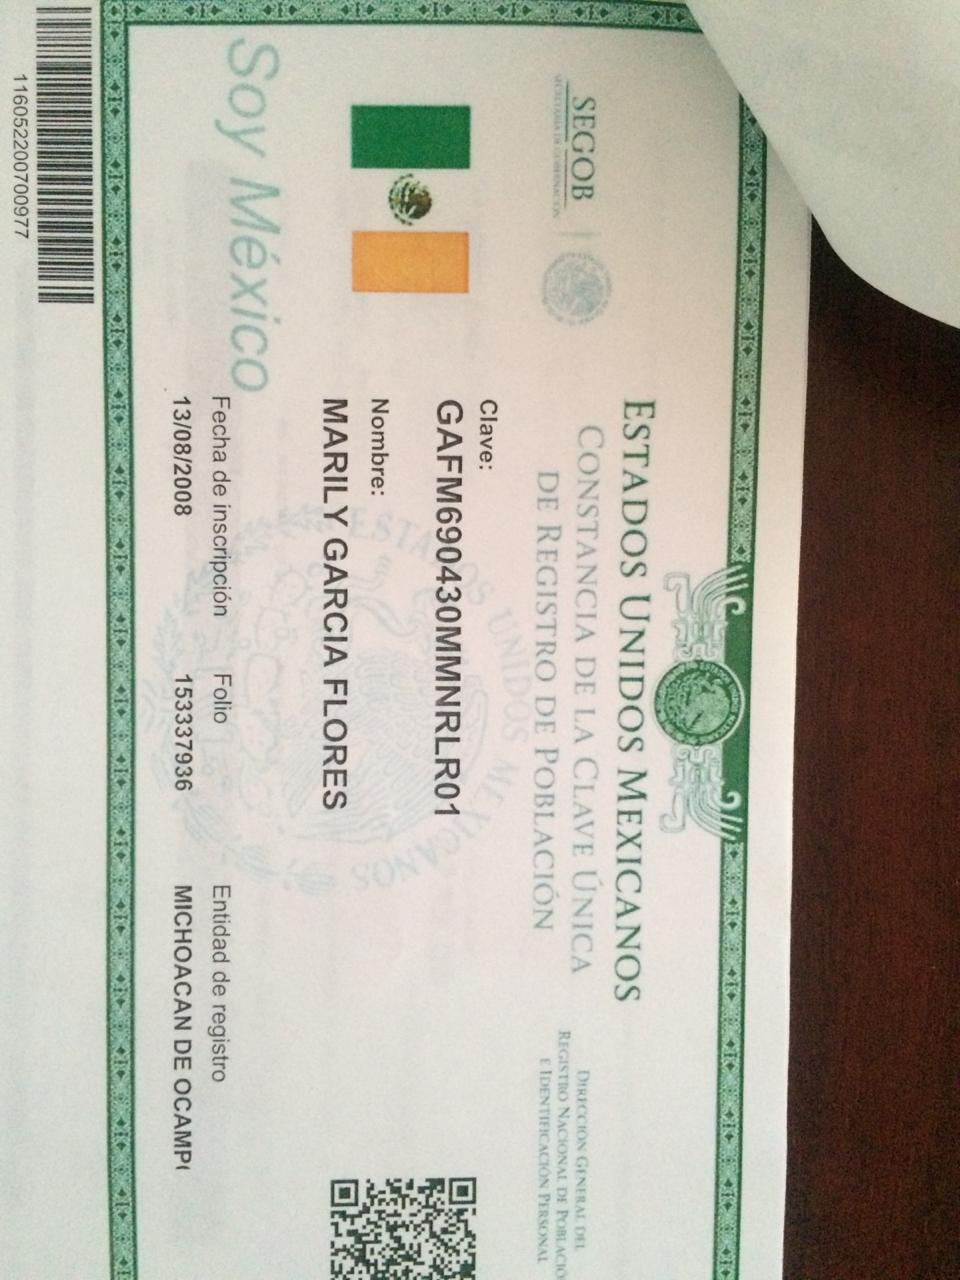 ESTADOS UNIDOS MEXICANOS
CONSTANCIA DE LA CLAVE ÚNICA
DE REGISTRO DE POBLACIÓN
SEGOB
SECRETARÍA DE GOBERNACIÓN
DIRECCIÓN GENERAL DEL
REGISTRO NACIONAL DE POBLACIÓ
E IDENTIFICACIÓN PERSONAL
ESTADOS UNIDOS MEXICANOS
Clave:
GAFM690430MMNRLR01
Nombre:
MARILY GARCIA FLORES
Soy México
Fecha de inscripción Folio Entidad de registro
13/08/2008 153337936 MICHOACAN DE OCAMP
116052200700977